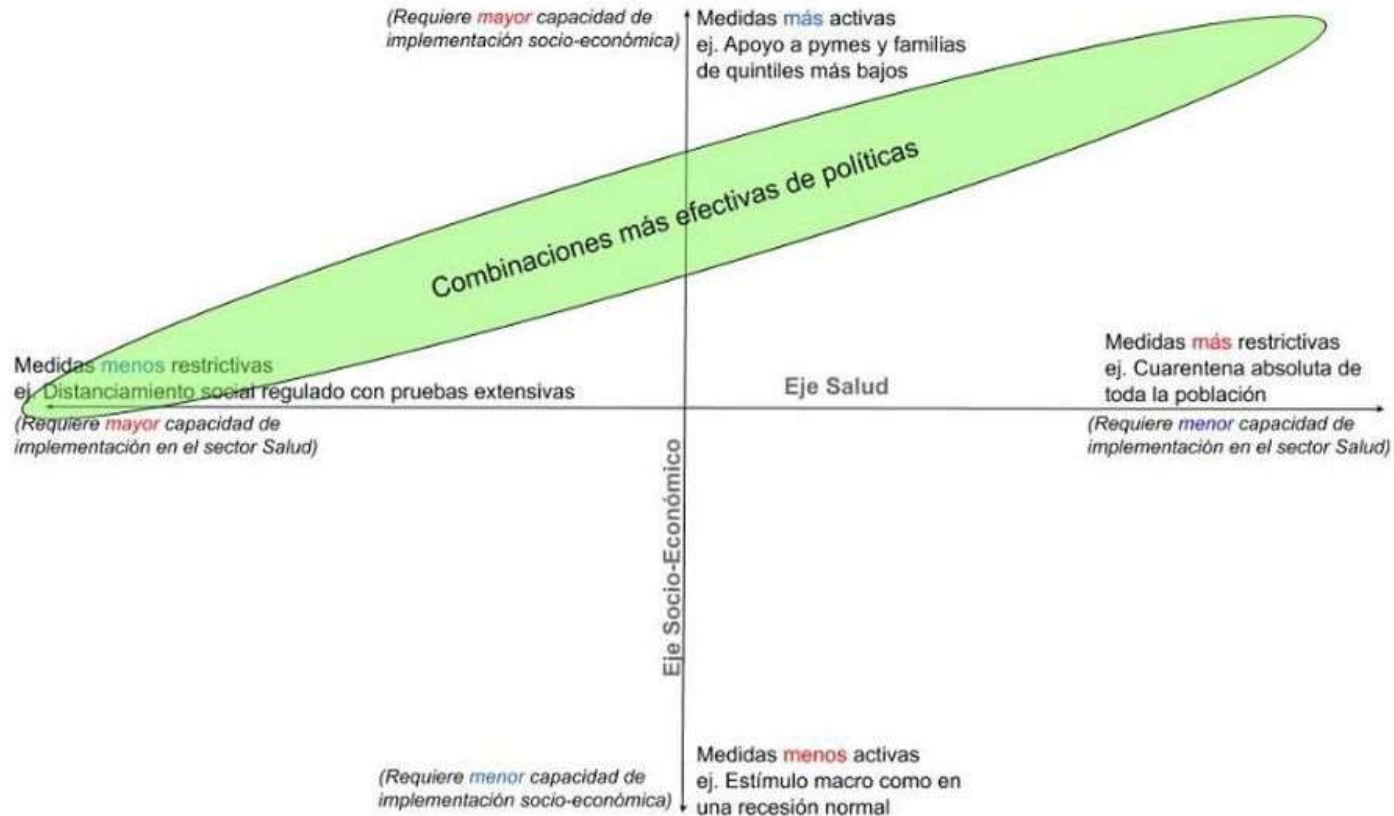 (Requiere mayor capacidad de
implementación socio-económica)
Medidas más activas
ej. Apoyo a pymes y familias
de quintiles más bajos
Combinaciones más efectivas de políticas
Medidas menos restrictivas
ej. Distanciamiento social regulado con pruebas extensivas
(Requiere mayor capacidad de
implementación en el sector Salud)
Eje Salud
Medidas más restrictivas
ej. Cuarentena absoluta de
toda la población
(Requiere menor capacidad de
implementación en el sector Salud)
Eje Socio-Económico
(Requiere menor capacidad de
implementación socio-económica)
Medidas menos activas
ej. Estímulo macro como en
una recesión normal